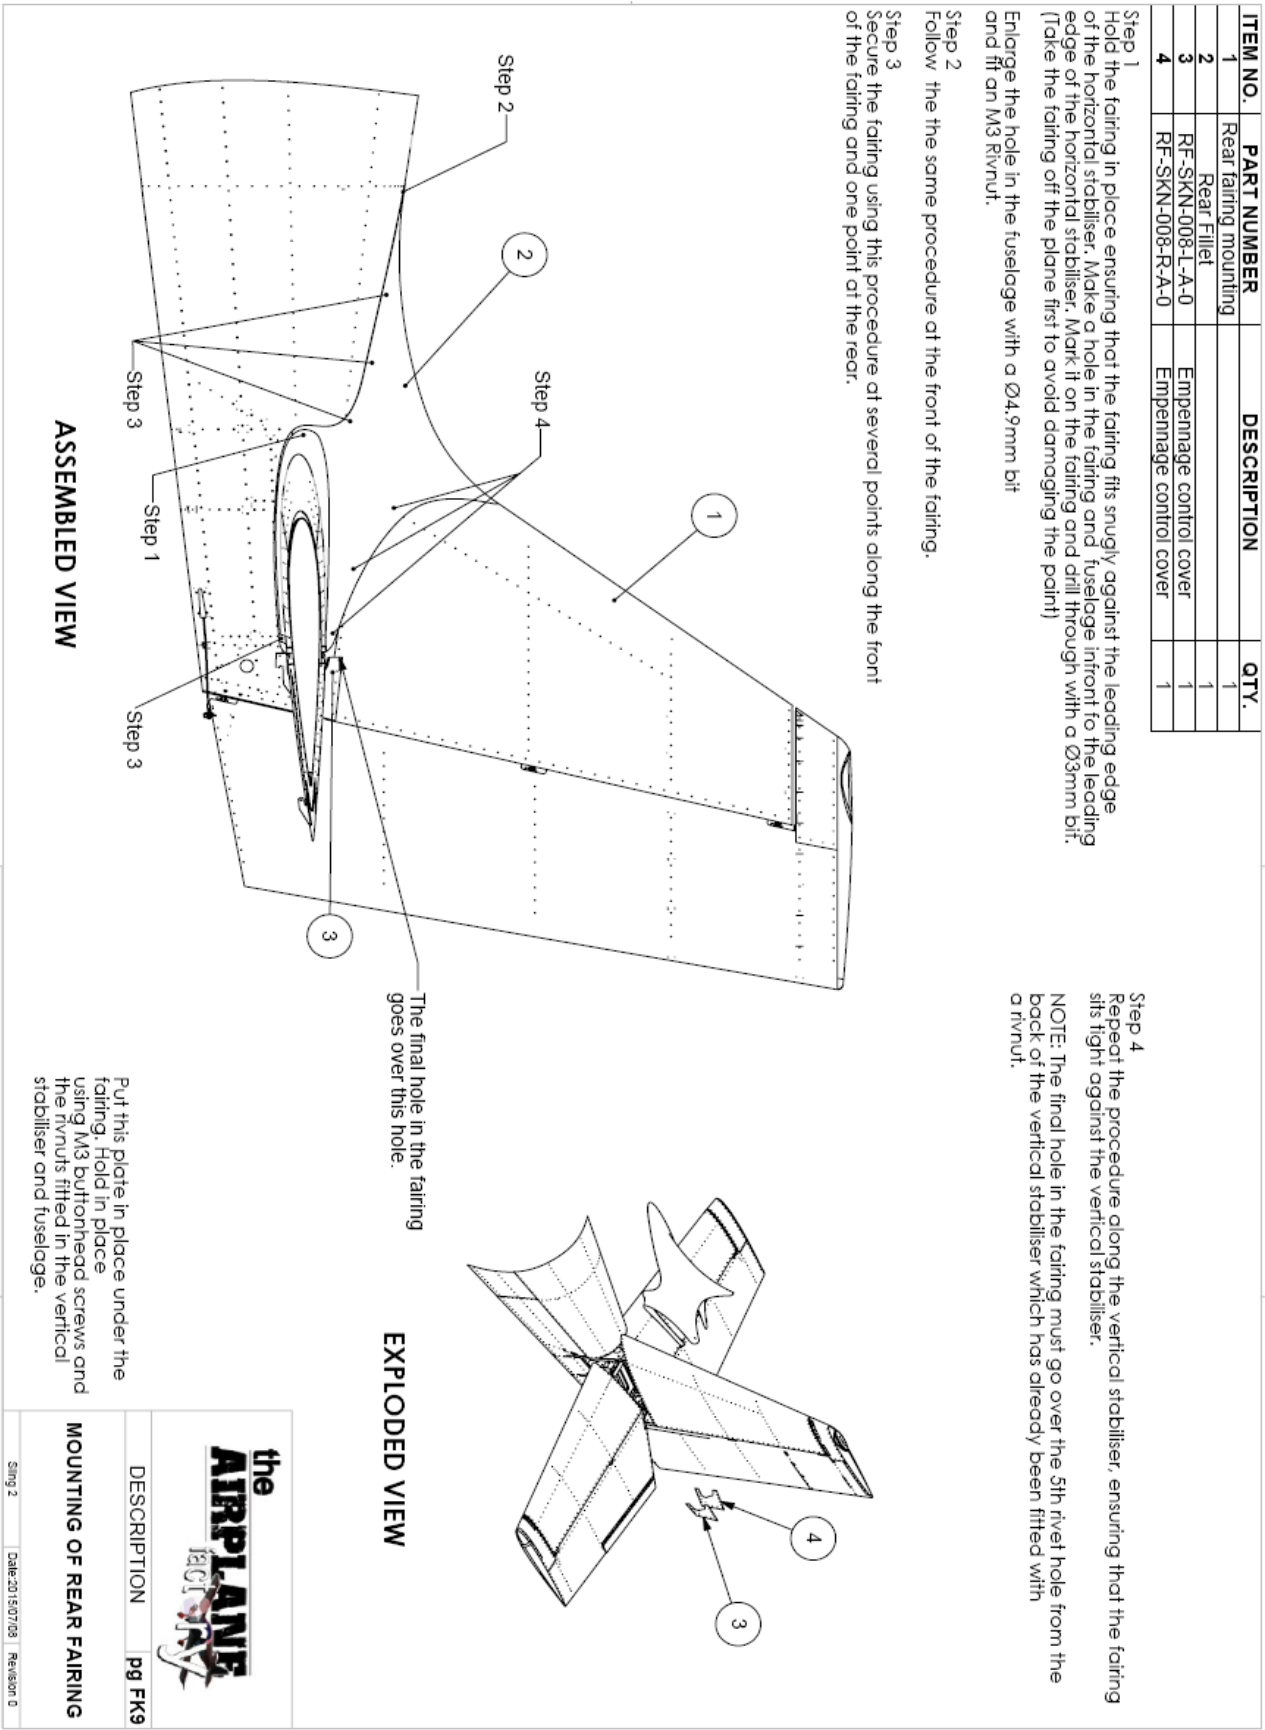 ITEM NO. PART NUMBER DESCRIPTION QTY.
1 Rear fairing mounting 1
2 Rear Fillet 1
3 RF-SKN-008-L-A-0 Empennage control cover 1
4 RF-SKN-008-R-A-0 Empennage control cover 1
Step 1
Hold the fairing in place ensuring that the fairing fits snugly against the leading edge
of the horizontal stabiliser. Make a hole in the fairing and fuselage infront fo the leading
edge of the horizontal stabiliser. Mark it on the fairing and drill through with a Ø3mm bit.
(Take the fairing off the plane first to avoid damaging the paint)
Enlarge the hole in the fuselage with a Ø4.9mm bit
and fit an M3 Rivnut.
Step 2
Follow the the same procedure at the front of the fairing.
Step 3
Secure the fairing using this procedure at several points along the front
of the fairing and one point at the rear.
Step 4
Repeat the procedure along the vertical stabiliser, ensuring that the fairing
sits tight against the vertical stabiliser.
NOTE: The final hole in the fairing must go over the 5th rivet hole from the
back of the vertical stabiliser which has already been fitted with
a rivnut.
1
Step 2
2
Step 4
Step 3
Step 1
Step 3
3
The final hole in the fairing
goes over this hole.
ASSEMBLED VIEW
4
3
EXPLODED VIEW
Put this plate in place under the
fairing. Hold in place
using M3 buttonhead screws and
the rivnuts fitted in the vertical
stabiliser and fuselage.
the
AIRPLANE
factory
DESCRIPTION pg FK9
MOUNTING OF REAR FAIRING
Sling 2 Date:2015/07/08 Revision 0